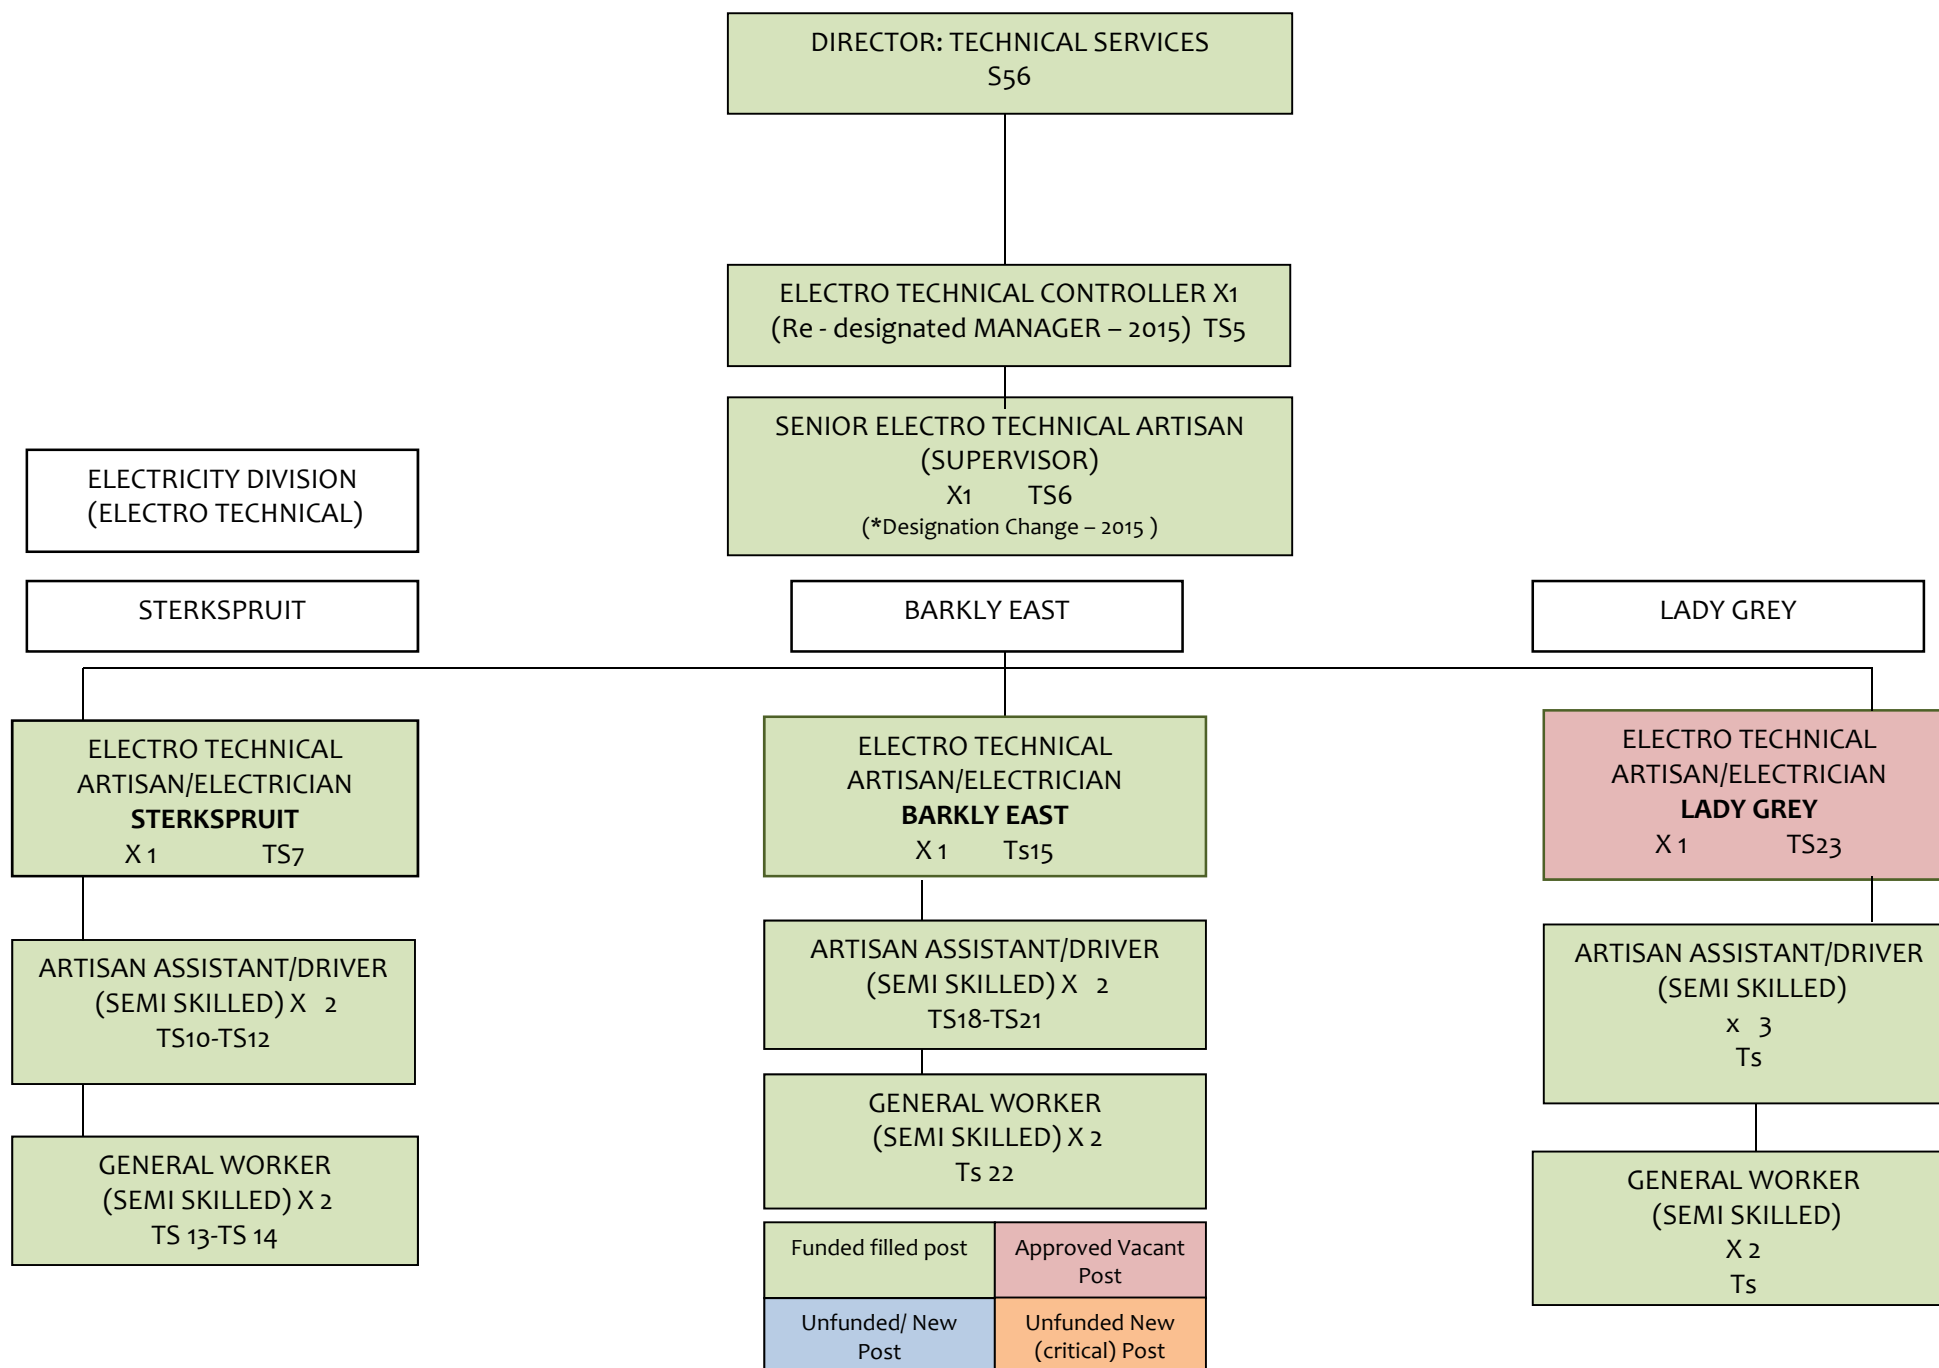 DIRECTOR: TECHNICAL SERVICES
S56
ELECTRO TECHNICAL CONTROLLER X1
(Re - designated MANAGER – 2015) TS5
SENIOR ELECTRO TECHNICAL ARTISAN
(SUPERVISOR)
X1 TS6
(*Designation Change – 2015 )
ELECTRICITY DIVISION
(ELECTRO TECHNICAL)
STERKSPRUIT
BARKLY EAST
LADY GREY
ELECTRO TECHNICAL
ARTISAN/ELECTRICIAN
STERKSPRUIT
X 1 TS7
ELECTRO TECHNICAL
ARTISAN/ELECTRICIAN
BARKLY EAST
X 1 Ts15
ELECTRO TECHNICAL
ARTISAN/ELECTRICIAN
LADY GREY
X 1 TS23
ARTISAN ASSISTANT/DRIVER
(SEMI SKILLED) X 2
TS10-TS12
ARTISAN ASSISTANT/DRIVER
(SEMI SKILLED) X 2
TS18-TS21
ARTISAN ASSISTANT/DRIVER
(SEMI SKILLED)
x 3
Ts
GENERAL WORKER
(SEMI SKILLED) X 2
TS 13-TS 14
GENERAL WORKER
(SEMI SKILLED) X 2
Ts 22
GENERAL WORKER
(SEMI SKILLED)
X 2
Ts
Funded filled post
Approved Vacant
Post
Unfunded/ New
Post
Unfunded New
(critical) Post